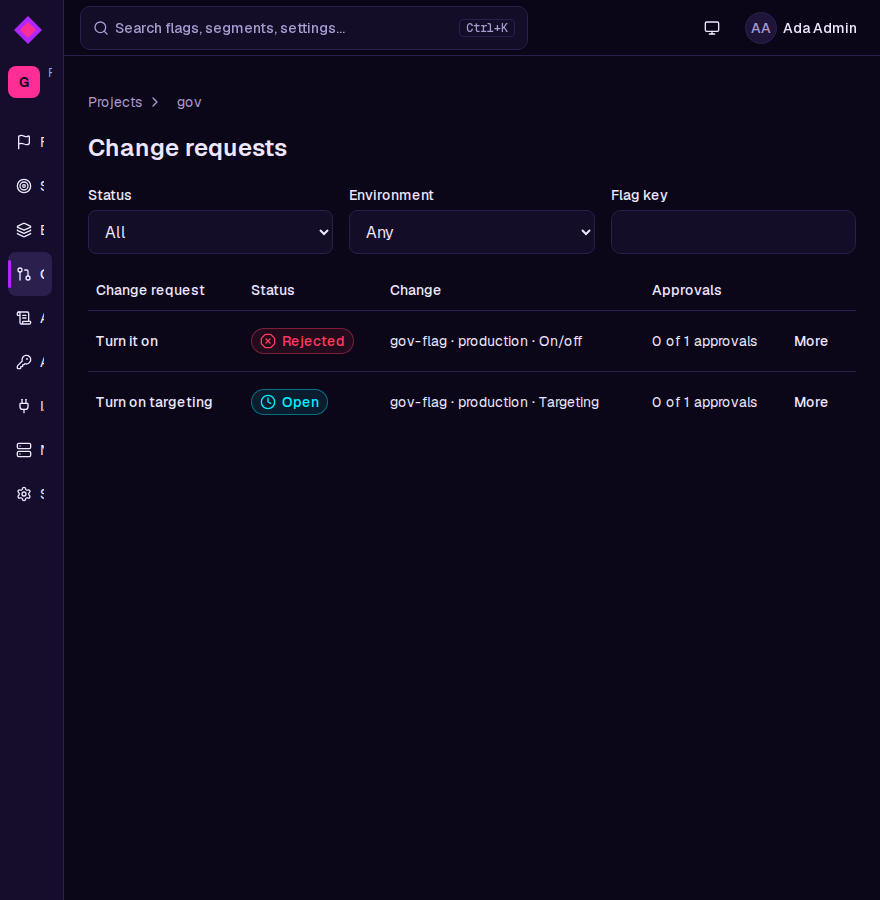 Search flags, segments, settings...
Ctrl+K
AA
Ada Admin
G
Projects
gov
Change requests
Status
Environment
Flag key
All
Any
Change request
Status
Change
Approvals
Turn it on
Rejected
gov-flag · production · On/off
0 of 1 approvals
More
Turn on targeting
Open
gov-flag · production · Targeting
0 of 1 approvals
More